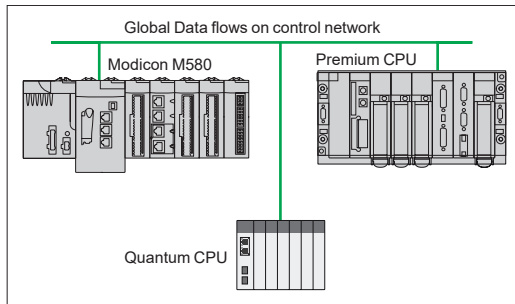 Global Data flows on control network
Modicon M580
Premium CPU
Quantum CPU